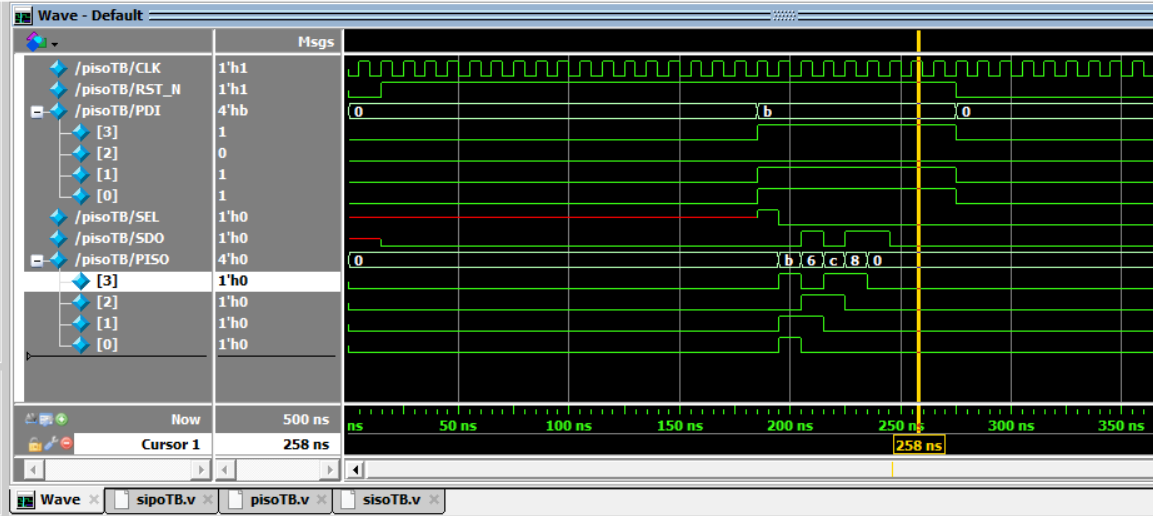 Wave - Default
Msgs
/pisoTB/CLK 1'h1
/pisoTB/RST_N 1'h1
/pisoTB/PDI 4'hb 0 b 0
[3] 1
[2] 0
[1] 1
[0] 1
/pisoTB/SEL 1'h0
/pisoTB/SDO 1'h0
/pisoTB/PISO 4'h0 0 b 6 c 8 0
[3] 1'h0
[2] 1'h0
[1] 1'h0
[0] 1'h0
Now 500 ns ns 50 ns 100 ns 150 ns 200 ns 250 ns 300 ns 350 ns
Cursor 1 258 ns 258 ns
Wave sipoTB.v pisoTB.v sisoTB.v